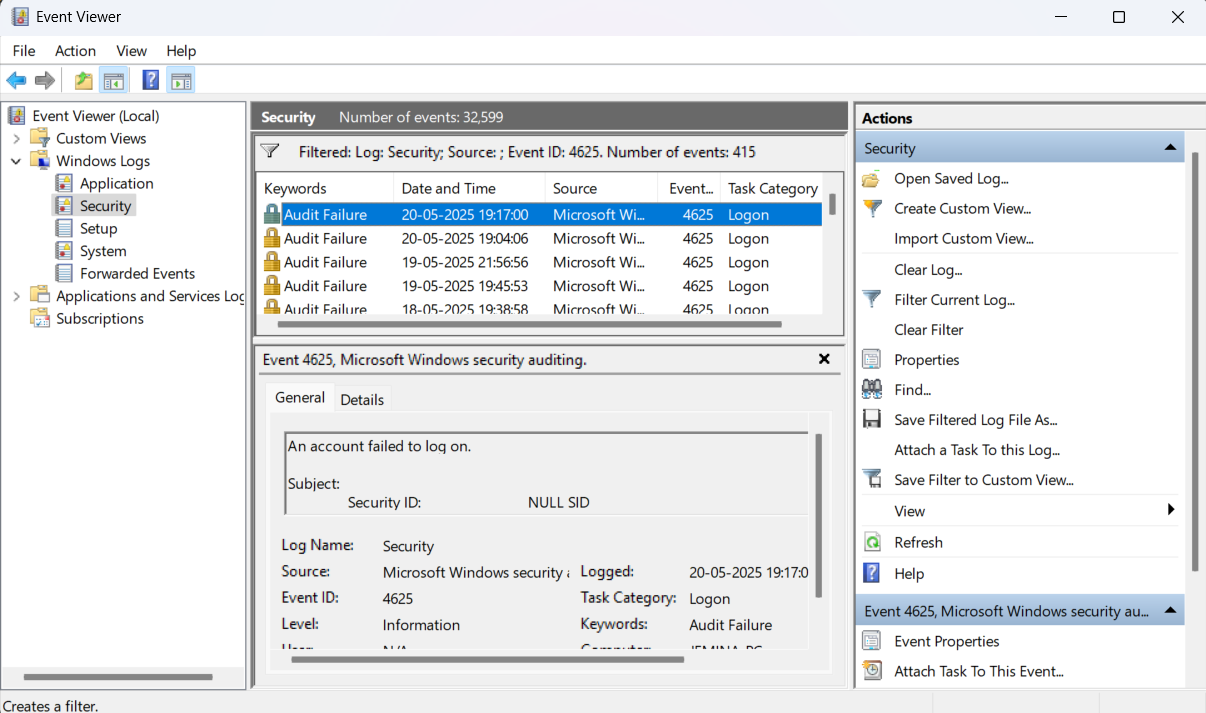 Event Viewer
File Action View Help
Event Viewer (Local)
Custom Views
Windows Logs
Application
Security
Setup
System
Forwarded Events
Applications and Services Log
Subscriptions
Security Number of events: 32,599
Filtered: Log: Security; Source: ; Event ID: 4625. Number of events: 415
Keywords Date and Time Source Event... Task Category
Audit Failure 20-05-2025 19:17:00 Microsoft Wi... 4625 Logon
Audit Failure 20-05-2025 19:04:06 Microsoft Wi... 4625 Logon
Audit Failure 19-05-2025 21:56:56 Microsoft Wi... 4625 Logon
Audit Failure 19-05-2025 19:45:53 Microsoft Wi... 4625 Logon
Audit Failure 18-05-2025 19:38:58 Microsoft Wi... 4625 Logon
Event 4625, Microsoft Windows security auditing.
General Details
An account failed to log on.
Subject:
Security ID: NULL SID
Log Name: Security
Source: Microsoft Windows security Logged: 20-05-2025 19:17:0
Event ID: 4625 Task Category: Logon
Level: Information Keywords: Audit Failure
User: N/A Computer: JEMINA-PC
Actions
Security
Open Saved Log...
Create Custom View...
Import Custom View...
Clear Log...
Filter Current Log...
Clear Filter
Properties
Find...
Save Filtered Log File As...
Attach a Task To this Log...
Save Filter to Custom View...
View
Refresh
Help
Event 4625, Microsoft Windows security au...
Event Properties
Attach Task To This Event...
Creates a filter.